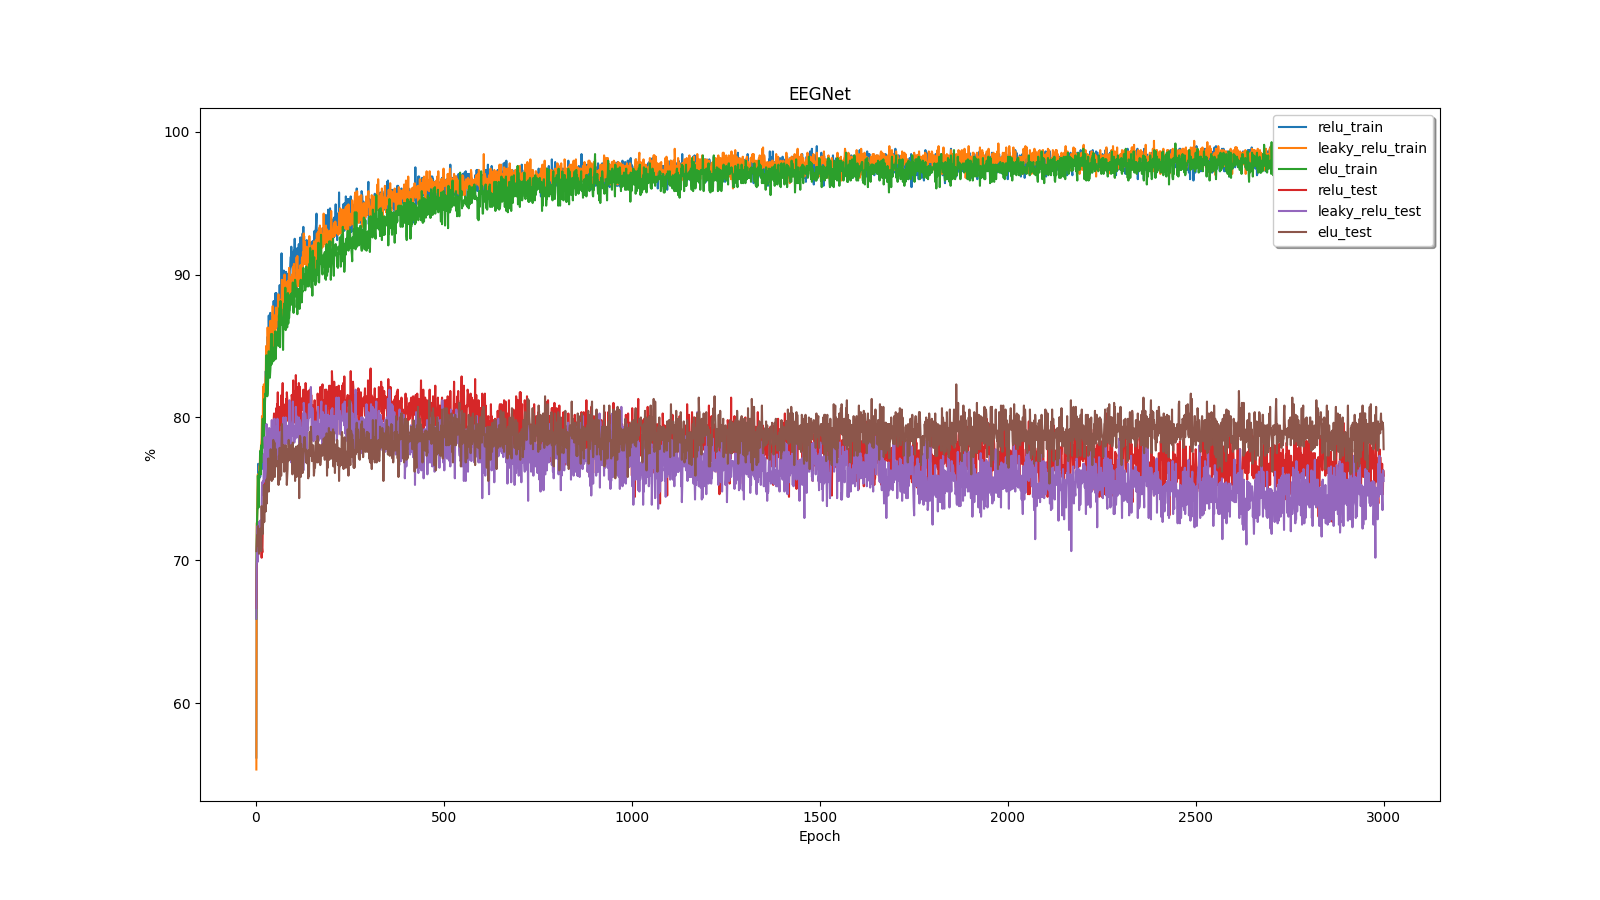 EEGNet
100
90
80
70
60
%
0
500
1000
1500
2000
2500
3000
Epoch
relu_train
leaky_relu_train
elu_train
relu_test
leaky_relu_test
elu_test